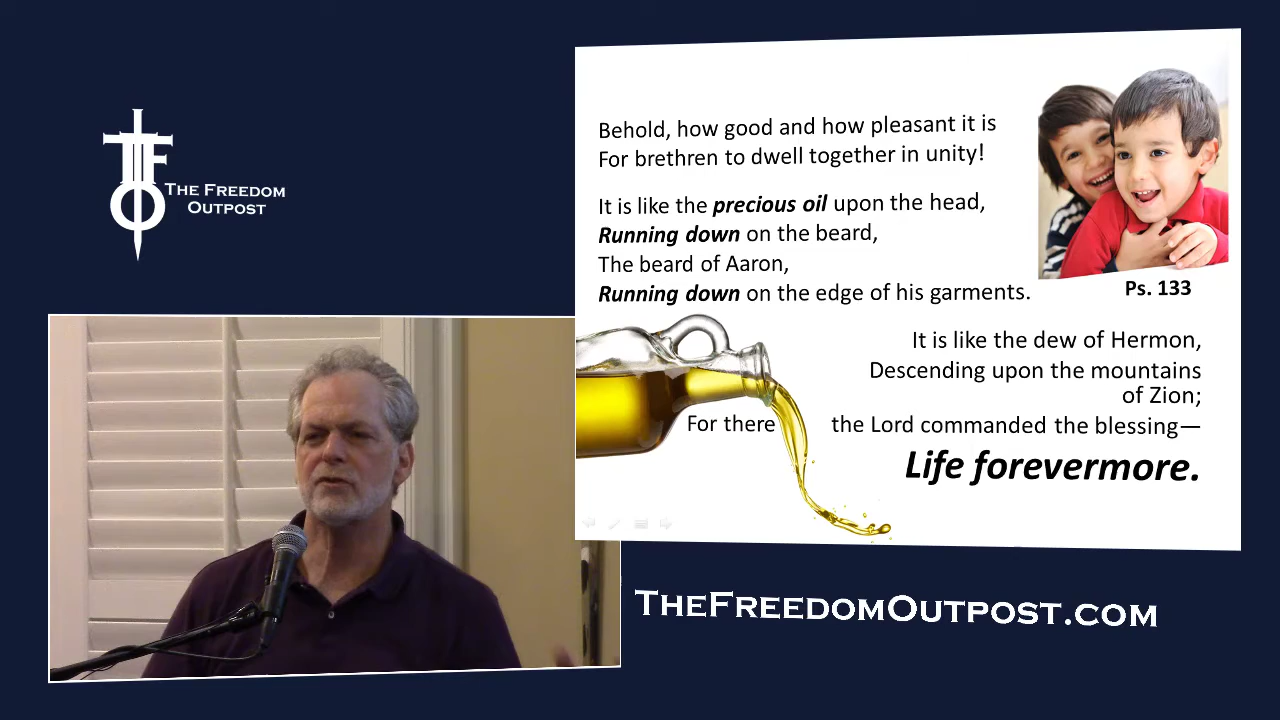 TFO
THE FREEDOM
OUTPOST
Behold, how good and how pleasant it is
For brethren to dwell together in unity!
It is like the precious oil upon the head,
Running down on the beard,
The beard of Aaron,
Running down on the edge of his garments.
Ps. 133
It is like the dew of Hermon,
Descending upon the mountains
of Zion;
For there the Lord commanded the blessing—
Life forevermore.
THEFREEDOMOUTPOST.COM